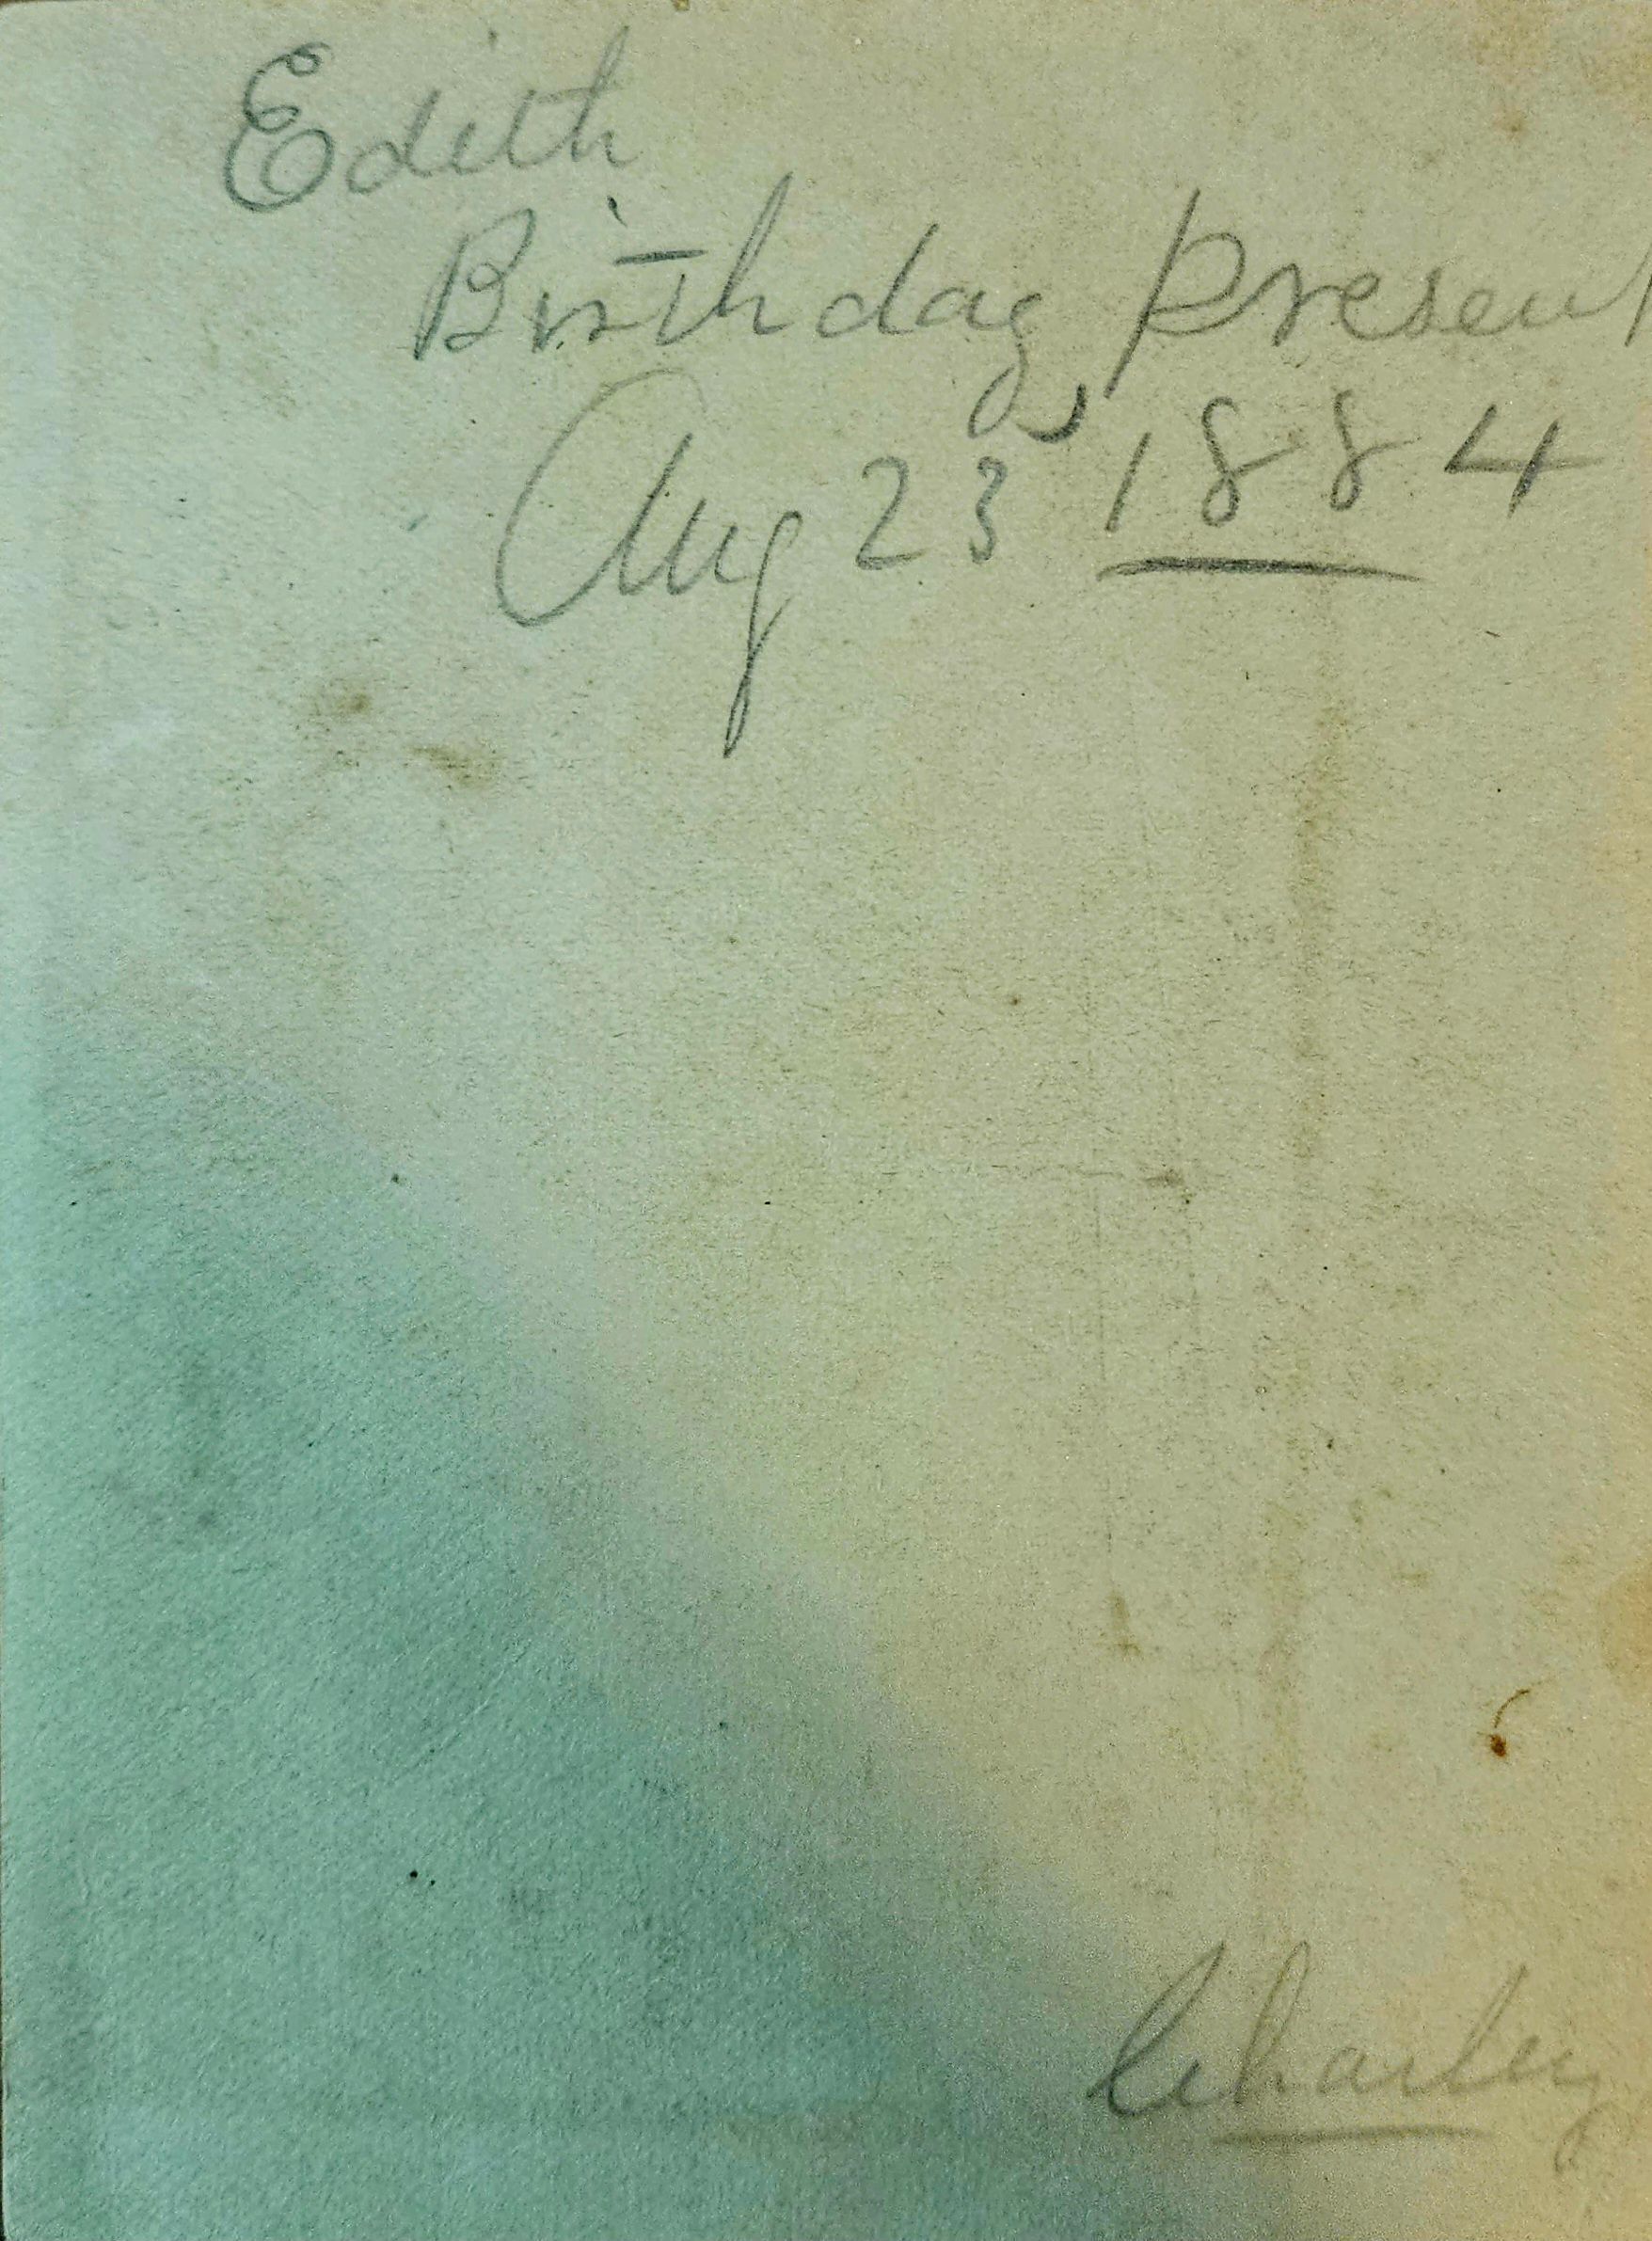 Edith
Birthday present
Aug 23, 1884
Charley